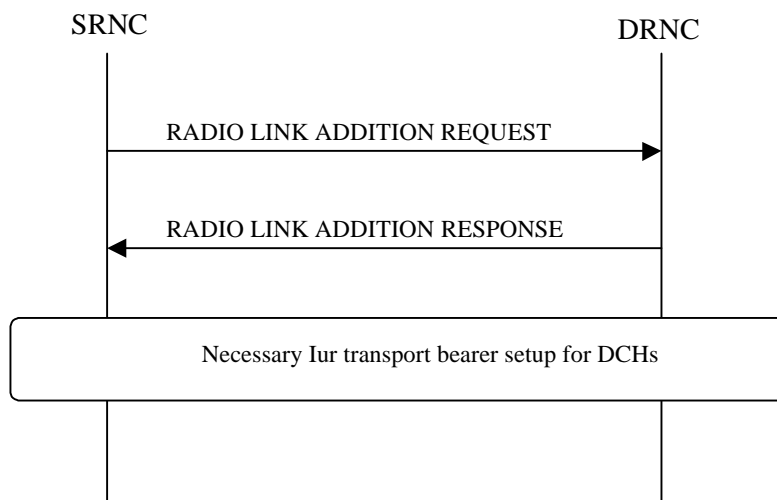 SRNC
DRNC
RADIO LINK ADDITION REQUEST
RADIO LINK ADDITION RESPONSE
Necessary Iur transport bearer setup for DCHs